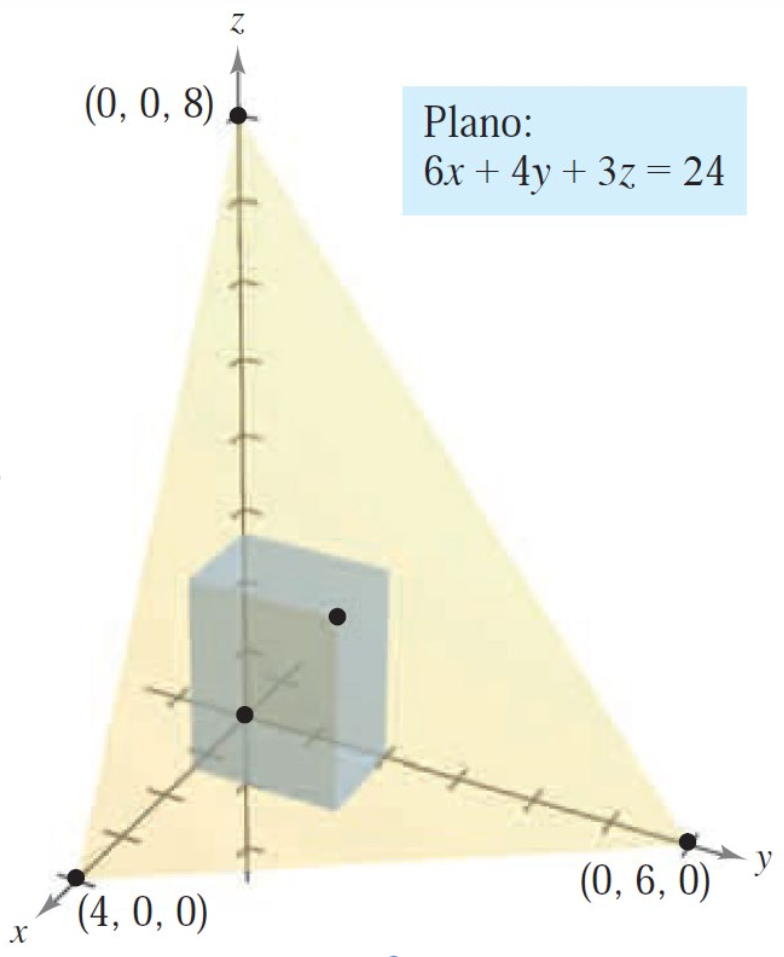 z
(0, 0, 8)
Plano:
6x + 4y + 3z = 24
y
(0, 6, 0)
(4, 0, 0)
x